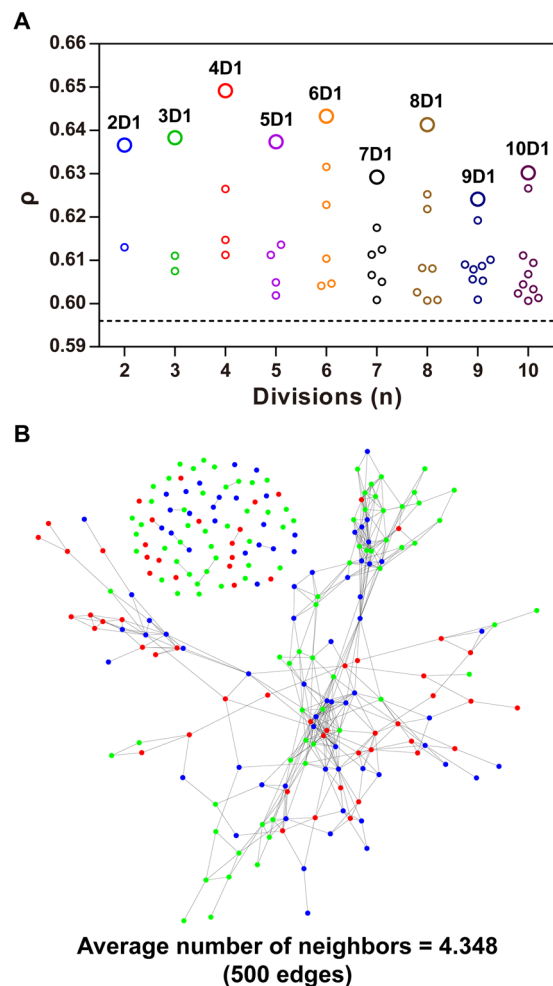 A
ρ
0.66
0.65
0.64
0.63
0.62
0.61
0.60
0.59
2D1
3D1
4D1
5D1
6D1
7D1
8D1
9D1
10D1
2 3 4 5 6 7 8 9 10
Divisions (n)
B
Average number of neighbors = 4.348
(500 edges)